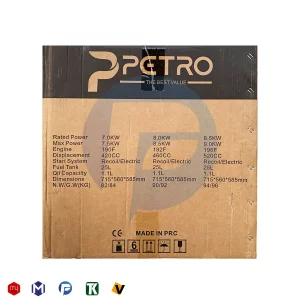 PETRO
THE BEST VALUE
Rated Power 7.0KW 8.0KW 8.5KW
Max Power 7.5KW 8.5KW 9.0KW
Engine 190F 192F 198F
Displacement 420CC 460CC 520CC
Start System Recoil/Electric Recoil/Electric Recoil/Electric
Fuel Tank 25L 25L 25L
Oil Capacity 1.1L 1.1L 1.1L
Dimensions 715*560*585mm 715*560*585mm 715*560*585mm
N.W/G.W(KG) 82/84 90/92 94/96
6
MADE IN PRC
my
M
P
K
V